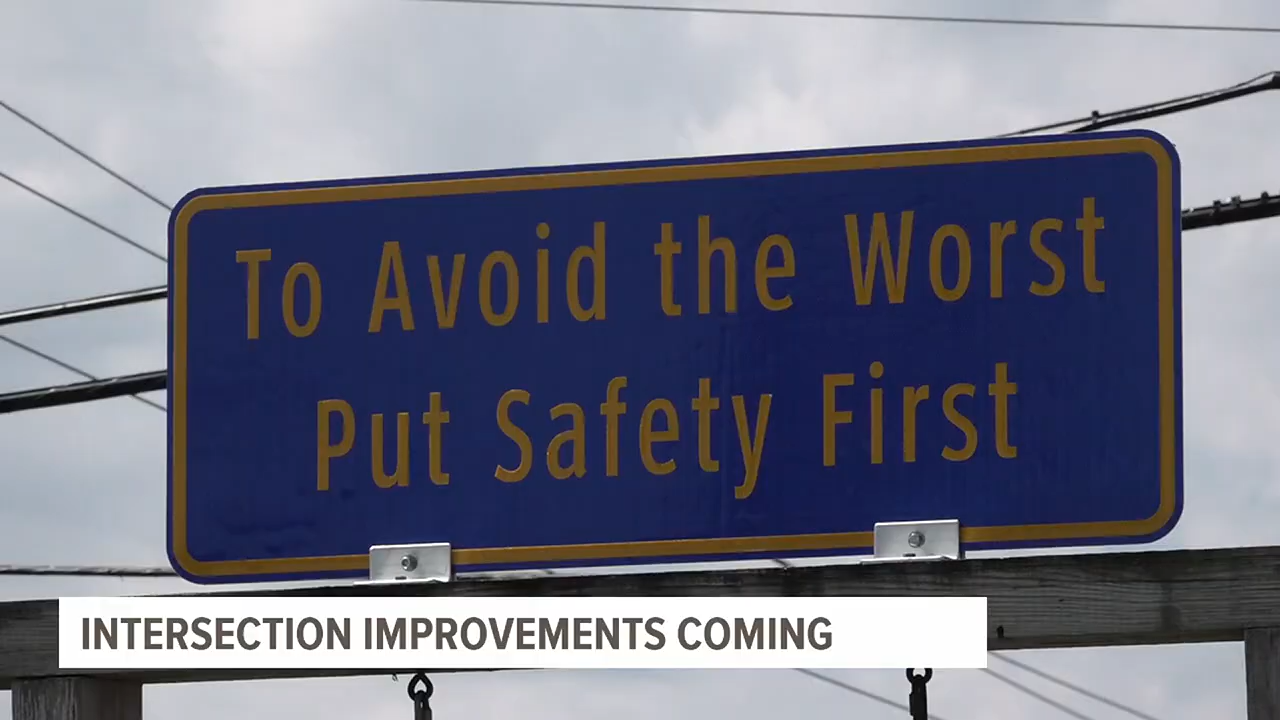 To Avoid the Worst
Put Safety First
INTERSECTION IMPROVEMENTS COMING